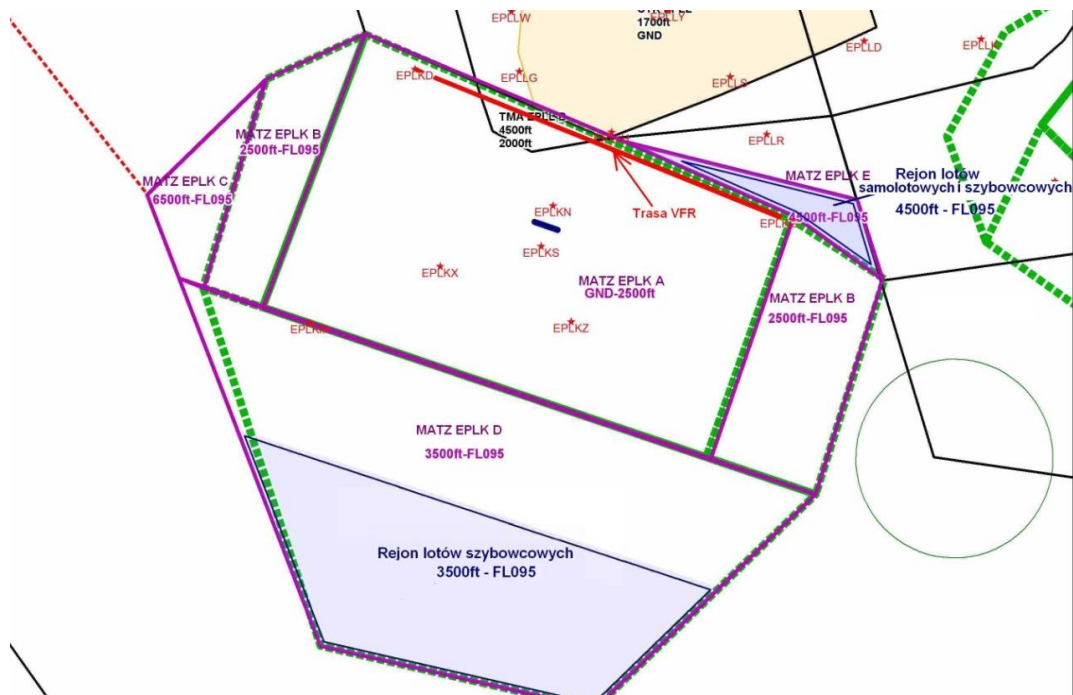 EPLLW
EPLLY
1700ft
GND
EPLLD
EPLLK
EPLKD
EPLLG
EPLLS
TMA EPLL
4500ft
2000ft
EPLLR
MATZ EPLK B
2500ft-FL095
MATZ EPLK C
6500ft-FL095
MATZ EPLK E
4500ft-FL095
Rejon lotów
samolotowych i szybowcowych
4500ft - FL095
Trasa VFR
EPLKN
EPLKS
EPLKX
MATZ EPLK A
GND-2500ft
MATZ EPLK B
2500ft-FL095
EPLKZ
MATZ EPLK D
3500ft-FL095
Rejon lotów szybowcowych
3500ft - FL095